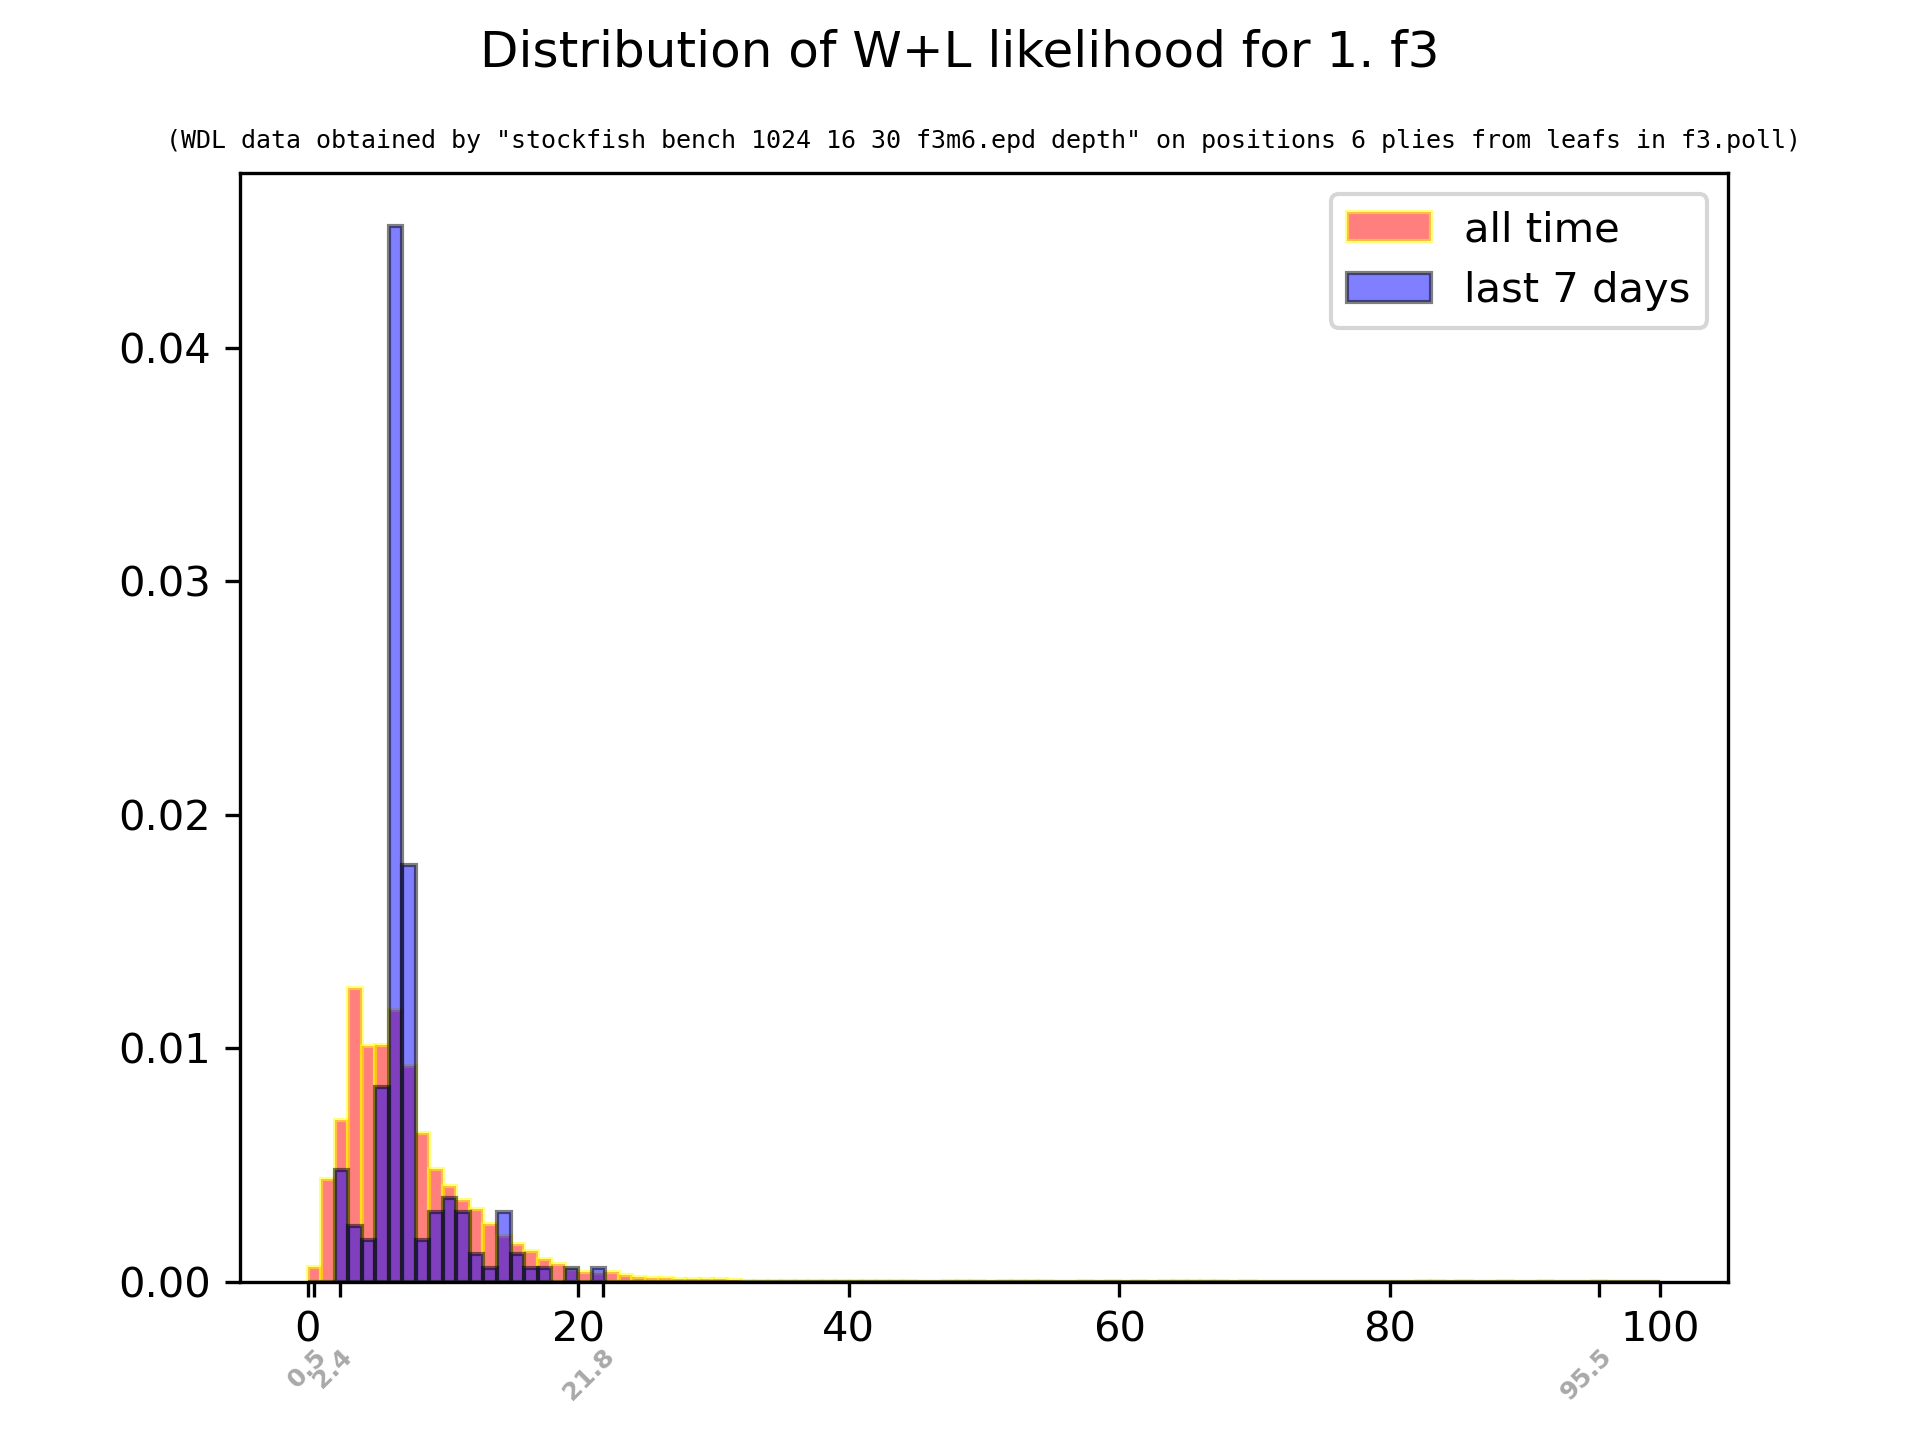 Distribution of W+L likelihood for 1. f3
(WDL data obtained by "stockfish bench 1024 16 30 f3m6.epd depth" on positions 6 plies from leafs in f3.poll)
all time
last 7 days
0.04
0.03
0.02
0.01
0.00
0 20 40 60 80 100
0.5 2.4 21.8 95.5